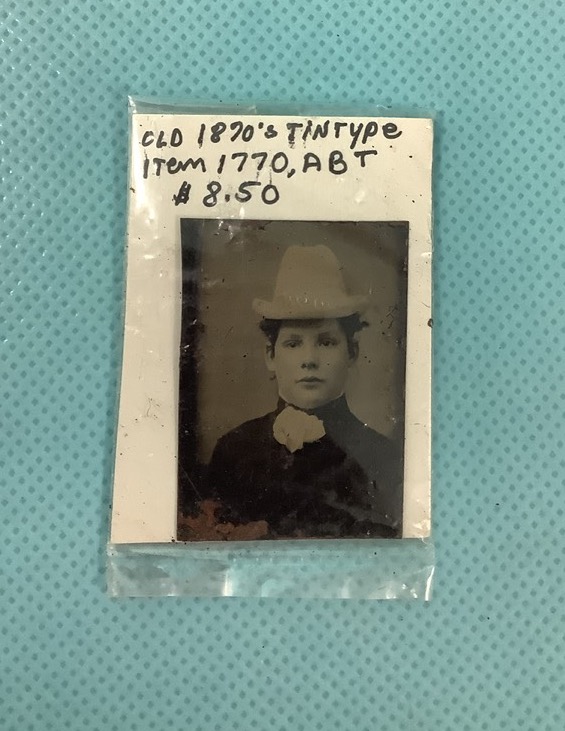 OLD 1870's TiNTYPE
ITem 1770, ABT
$ 8.50